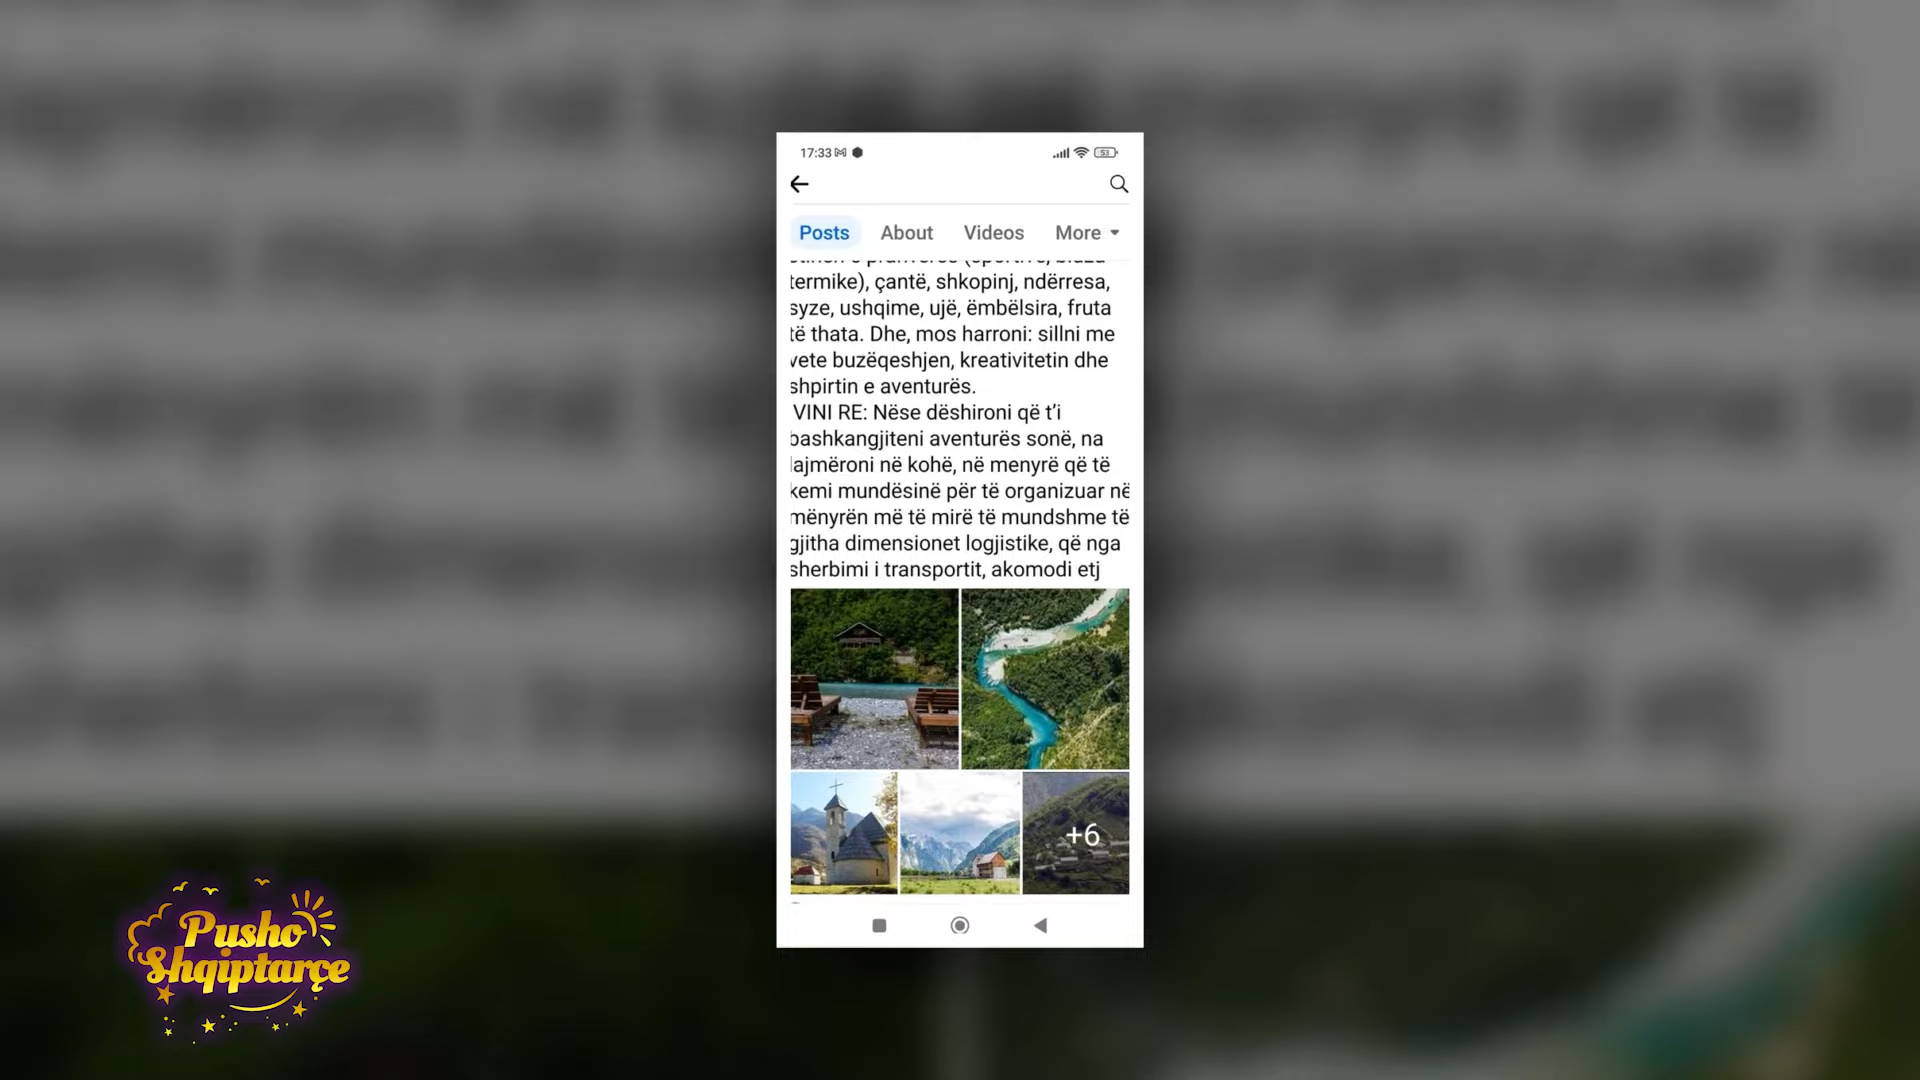 17:33
53
Posts About Videos More
termike), çantë, shkopinj, ndërresa,
syze, ushqime, ujë, ëmbëlsira, fruta
të thata. Dhe, mos harroni: sillni me
vete buzëqeshjen, kreativitetin dhe
shpirtin e aventurës.
VINI RE: Nëse dëshironi që t’i
bashkangjiteni aventurës sonë, na
lajmëroni në kohë, në menyrë që të
kemi mundësinë për të organizuar në
mënyrën më të mirë të mundshme të
gjitha dimensionet logjistike, që nga
sherbimi i transportit, akomodi etj
+6
Pusho
Shqiptarçe